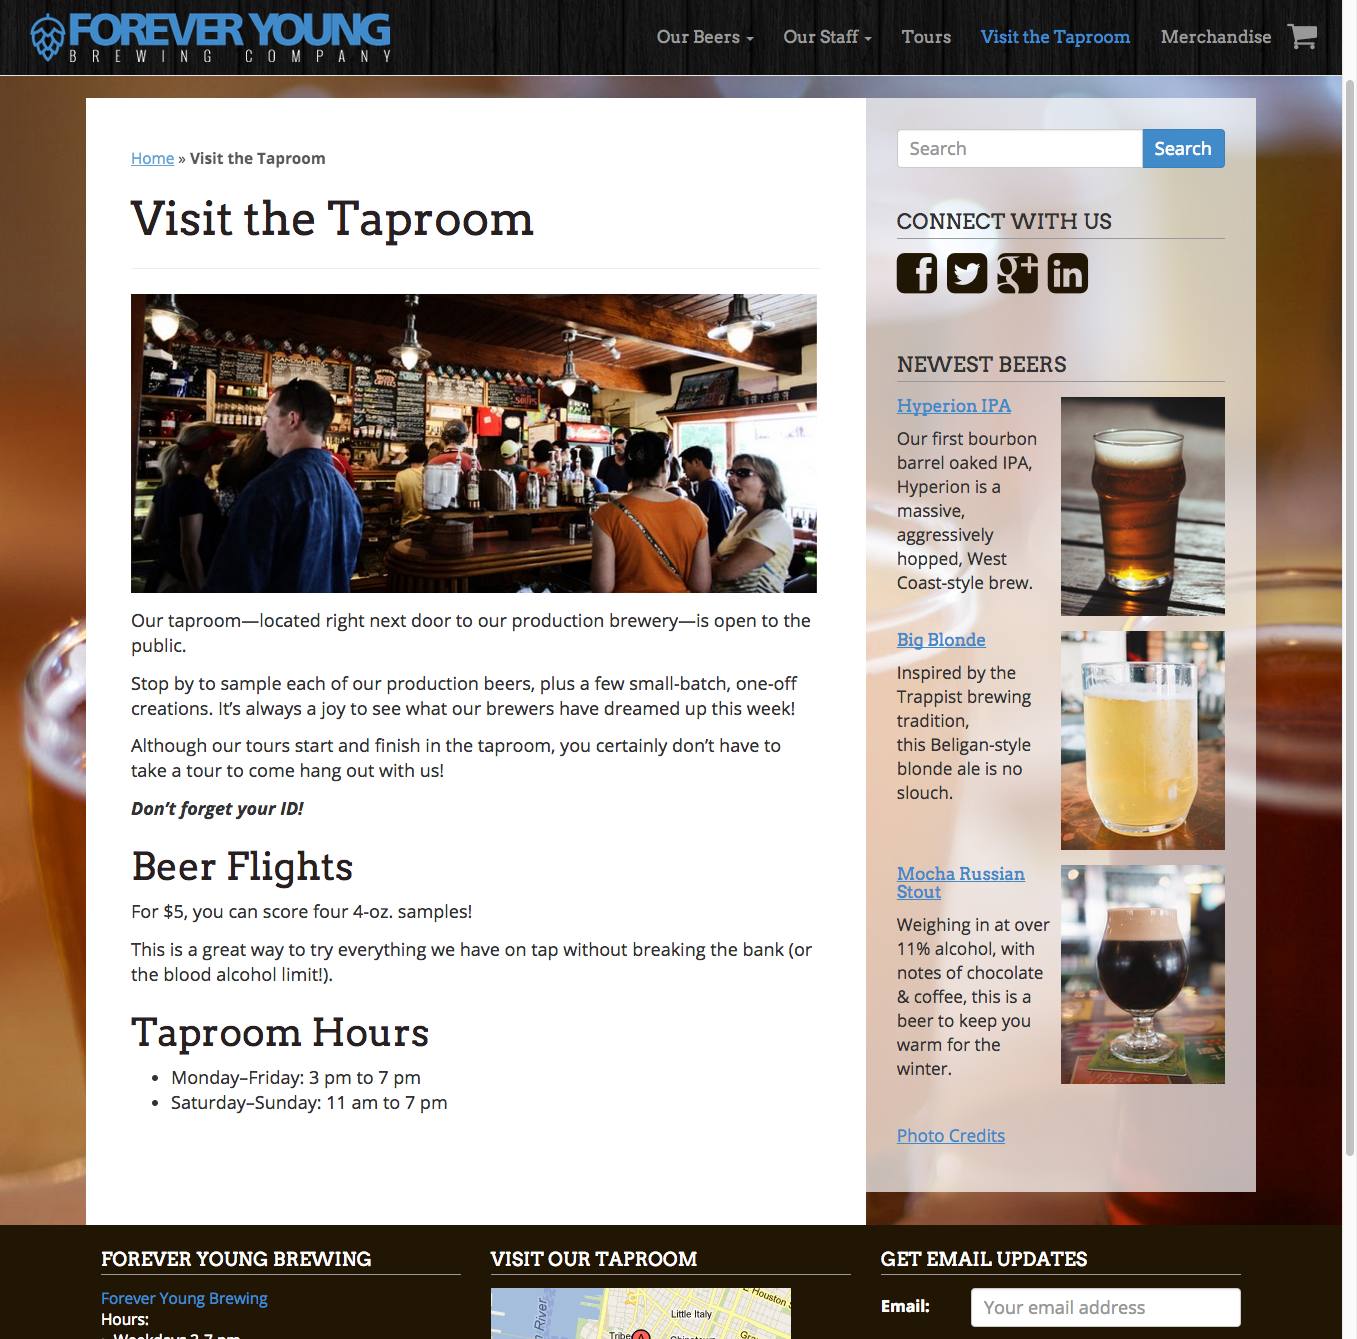 FOREVER YOUNG
BREWING COMPANY
Our Beers
Our Staff
Tours
Visit the Taproom
Merchandise
Home » Visit the Taproom
Visit the Taproom
SANDWICHES
SOUPS
Our taproom—located right next door to our production brewery—is open to the
public.
Stop by to sample each of our production beers, plus a few small-batch, one-off
creations. It’s always a joy to see what our brewers have dreamed up this week!
Although our tours start and finish in the taproom, you certainly don’t have to
take a tour to come hang out with us!
Don’t forget your ID!
Beer Flights
For $5, you can score four 4-oz. samples!
This is a great way to try everything we have on tap without breaking the bank (or
the blood alcohol limit!).
Taproom Hours
• Monday–Friday: 3 pm to 7 pm
• Saturday–Sunday: 11 am to 7 pm
Search
Search
CONNECT WITH US
NEWEST BEERS
Hyperion IPA
Our first bourbon
barrel oaked IPA,
Hyperion is a
massive,
aggressively
hopped, West
Coast-style brew.
Big Blonde
Inspired by the
Trappist brewing
tradition,
this Beligan-style
blonde ale is no
slouch.
Mocha Russian
Stout
Weighing in at over
11% alcohol, with
notes of chocolate
& coffee, this is a
beer to keep you
warm for the
winter.
Porter
Photo Credits
FOREVER YOUNG BREWING
Forever Young Brewing
Hours:
VISIT OUR TAPROOM
E Houston S
Little Italy
River
Tribe
A
GET EMAIL UPDATES
Email:
Your email address